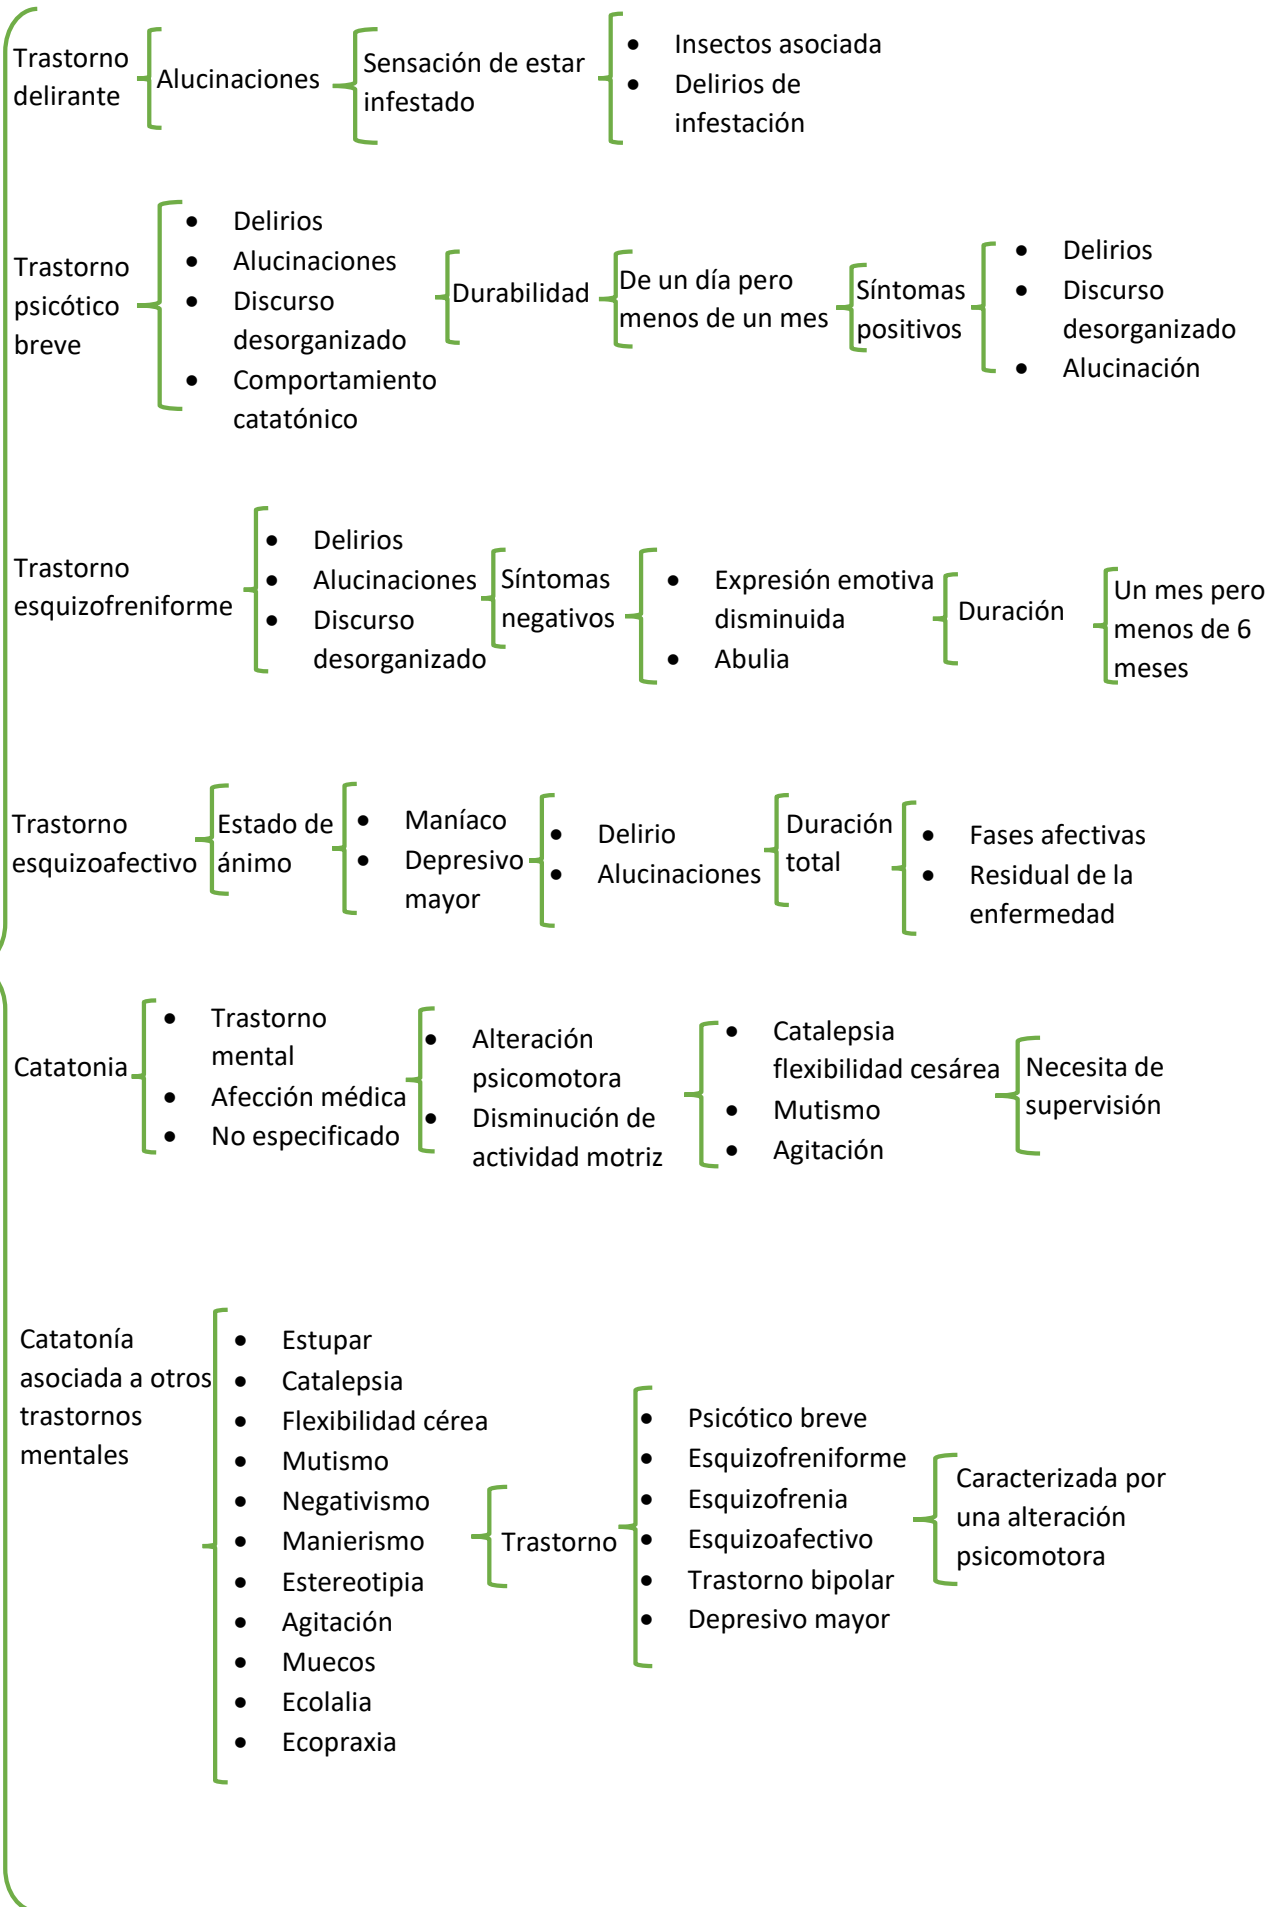 Trastorno
delirante
Alucinaciones
Sensación de estar
infestado
• Insectos asociada
• Delirios de
infestación
Trastorno
psicótico
breve
• Delirios
• Alucinaciones
• Discurso
desorganizado
• Comportamiento
catatónico
Durabilidad
De un día pero
menos de un mes
Síntomas
positivos
• Delirios
• Discurso
desorganizado
• Alucinación
Trastorno
esquizofreniforme
• Delirios
• Alucinaciones
• Discurso
desorganizado
Síntomas
negativos
• Expresión emotiva
disminuida
• Abulia
Duración
Un mes pero
menos de 6
meses
Trastorno
esquizoafectivo
Estado de
ánimo
• Maníaco
• Depresivo
mayor
• Delirio
• Alucinaciones
Duración
total
• Fases afectivas
• Residual de la
enfermedad
Catatonia
• Trastorno
mental
• Afección médica
• No especificado
• Alteración
psicomotora
• Disminución de
actividad motriz
• Catalepsia
flexibilidad cesárea
• Mutismo
• Agitación
Necesita de
supervisión
Catatonía
asociada a otros
trastornos
mentales
• Estupar
• Catalepsia
• Flexibilidad cérea
• Mutismo
• Negativismo
• Manierismo
• Estereotipia
• Agitación
• Muecos
• Ecolalia
• Ecopraxia
Trastorno
• Psicótico breve
• Esquizofreniforme
• Esquizofrenia
• Esquizoafectivo
• Trastorno bipolar
• Depresivo mayor
Caracterizada por
una alteración
psicomotora